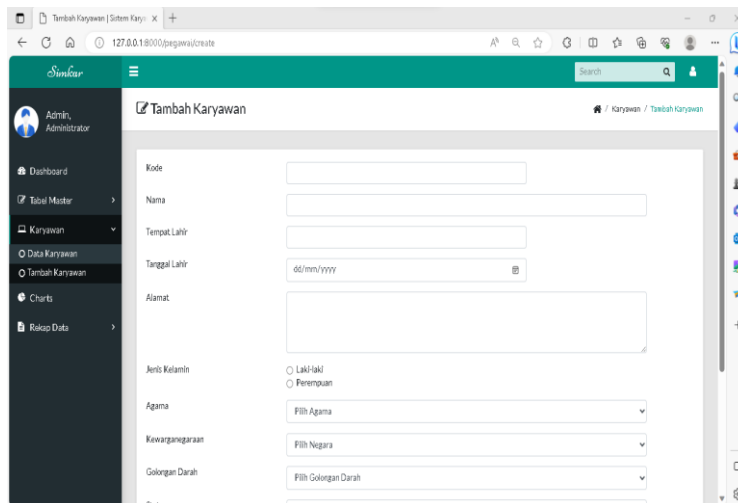 Tambah Karyawan | Sistem Karya
127.0.0.1:8000/pegawai/create
Simkar
Search
Admin,
Administrator
Tambah Karyawan
/ Karyawan / Tambah Karyawan
Dashboard
Tabel Master
Karyawan
Data Karyawan
Tambah Karyawan
Charts
Rekap Data
Kode
Nama
Tempat Lahir
Tanggal Lahir
dd/mm/yyyy
Alamat
Jenis Kelamin
Laki-laki
Perempuan
Agama
Pilih Agama
Kewarganegaraan
Pilih Negara
Golongan Darah
Pilih Golongan Darah